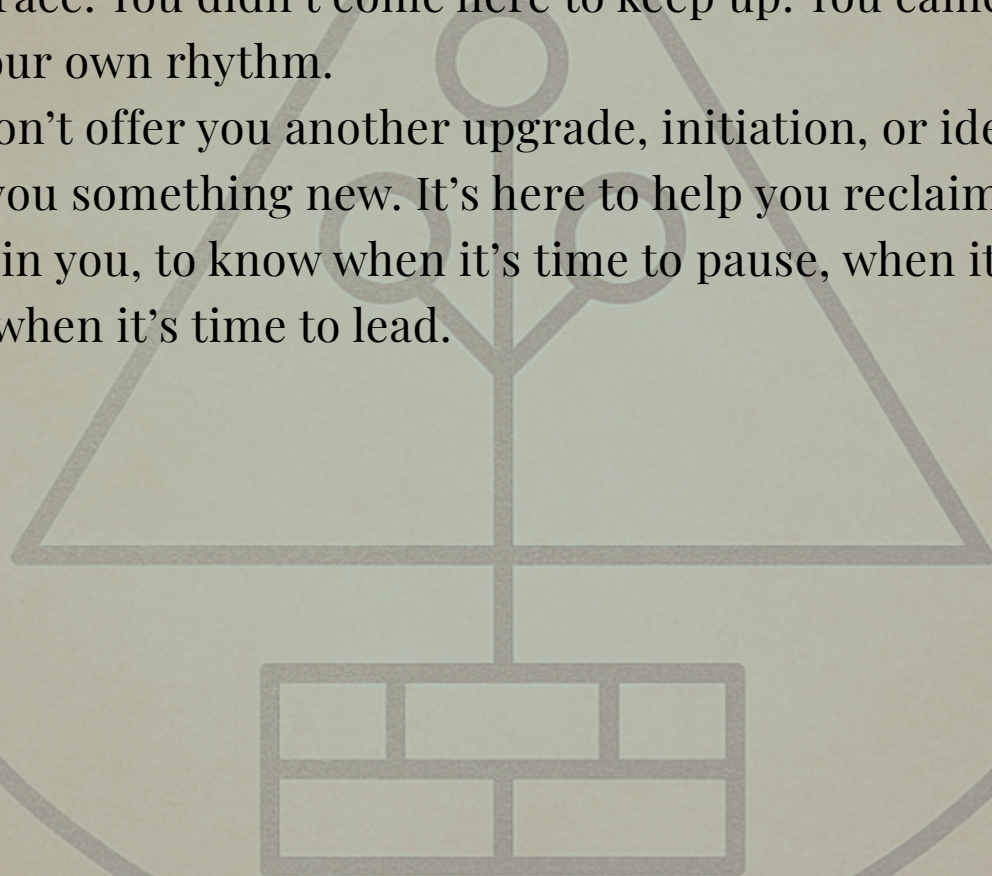 race. You didn’t come here to keep up. You came
our own rhythm.
on’t offer you another upgrade, initiation, or ide
you something new. It’s here to help you reclaim
in you, to know when it’s time to pause, when it
when it’s time to lead.